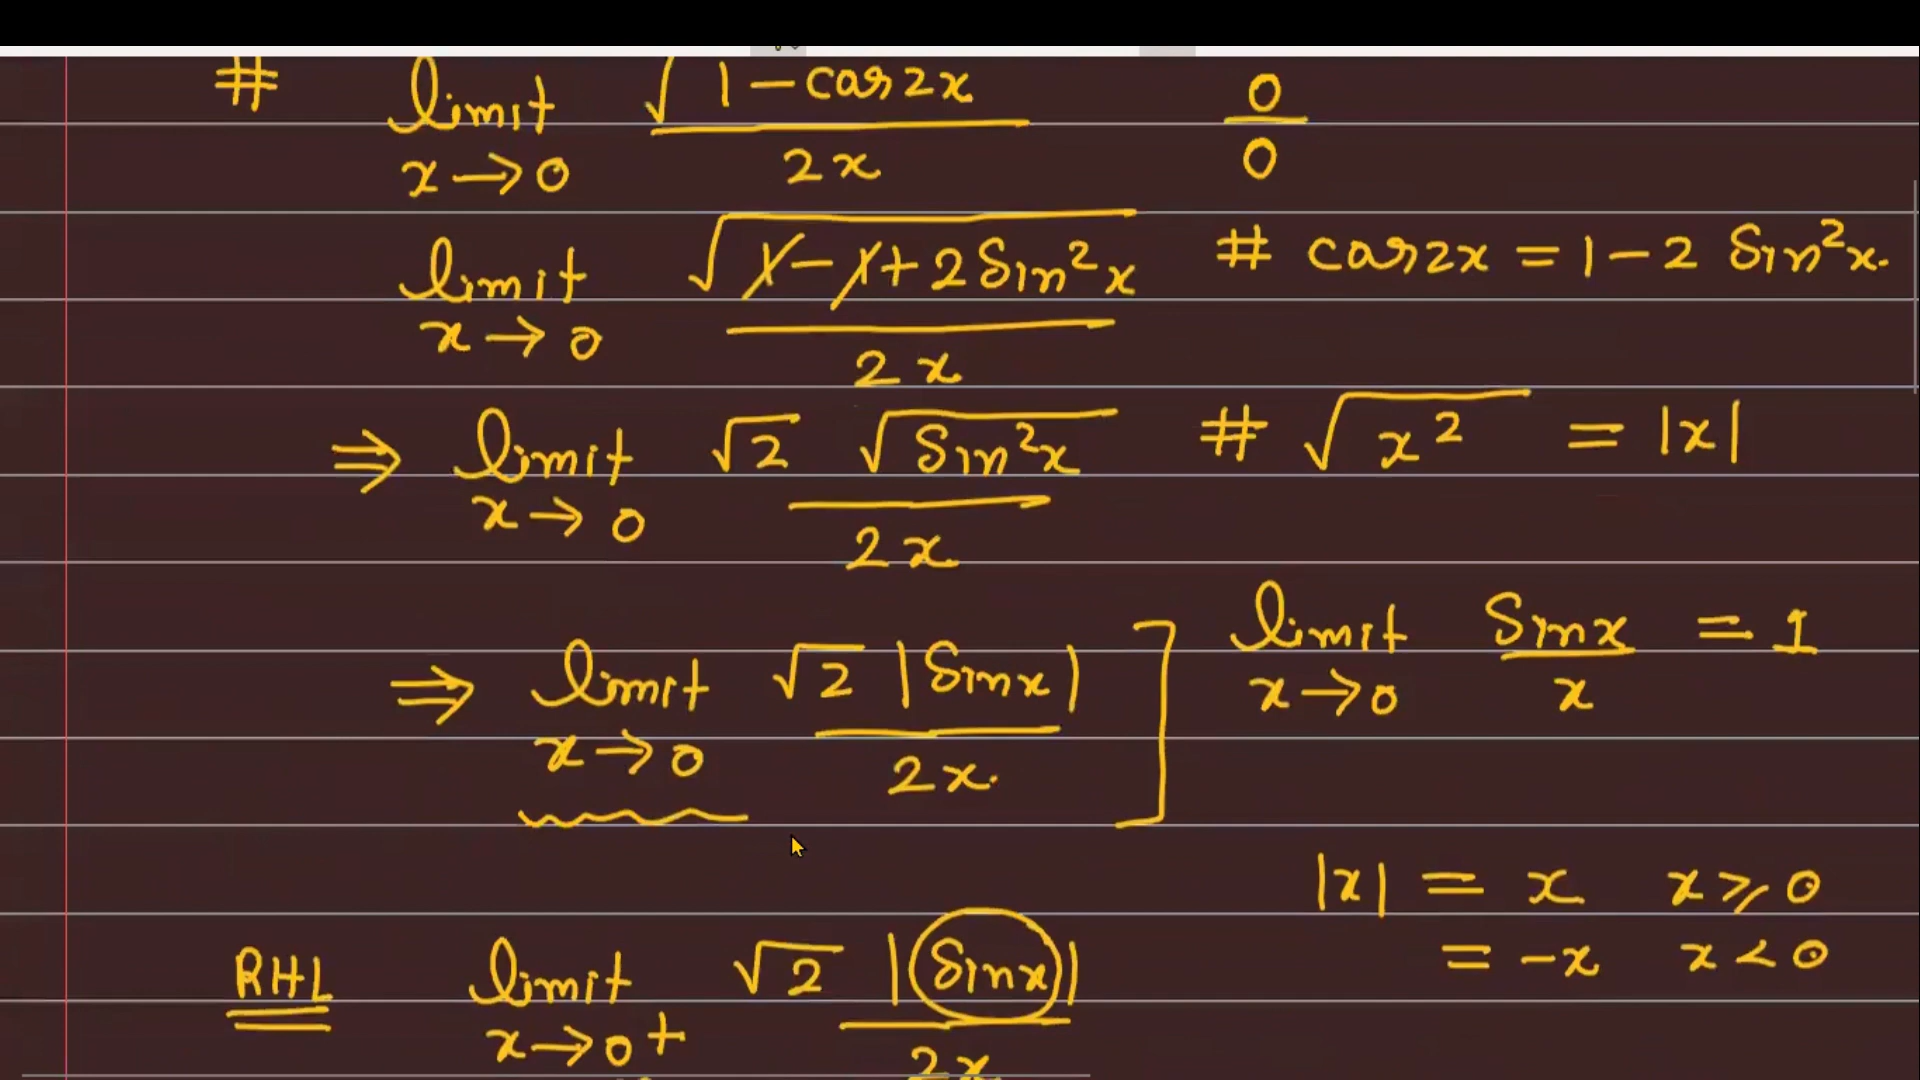 # limit x→0 √(1-cos2x) / 2x 0/0
limit x→0 √(1-1+2Sin²x) / 2x # cos2x = 1-2 Sin²x.
⇒ limit x→0 √2 √(Sin²x) / 2x # √(x²) = |x|
⇒ limit x→0 √2 |Sinx| / 2x. ] limit x→0 Sinx / x = 1
|x| = x x≥0
= -x x<0
RHL limit x→0+ √2 |Sinx| / 2x